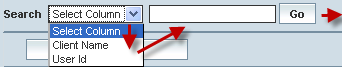 Search Select Column Go
Select Column
Client Name
User Id